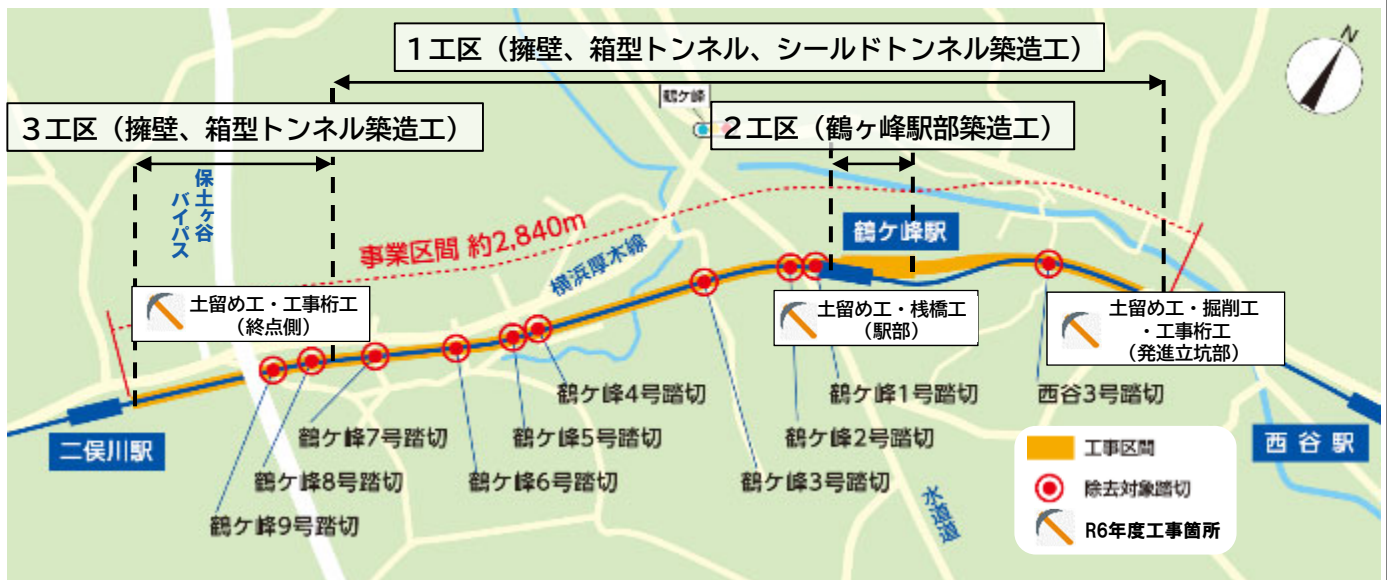 1工区（擁壁、箱型トンネル、シールドトンネル築造工）
N
鶴ケ峰
3工区（擁壁、箱型トンネル築造工）
2工区（鶴ヶ峰駅部築造工）
保土ヶ谷
バイパス
事業区間 約2,840m
横浜厚木線
鶴ケ峰駅
土留め工・工事桁工
（終点側）
土留め工・桟橋工
（駅部）
土留め工・掘削工
・工事桁工
（発進立坑部）
鶴ケ峰4号踏切
鶴ケ峰1号踏切
西谷3号踏切
二俣川駅
鶴ケ峰7号踏切
鶴ケ峰5号踏切
鶴ケ峰2号踏切
西谷駅
鶴ケ峰8号踏切
鶴ケ峰6号踏切
鶴ケ峰3号踏切
鶴ケ峰9号踏切
水道道
工事区間
除去対象踏切
R6年度工事箇所